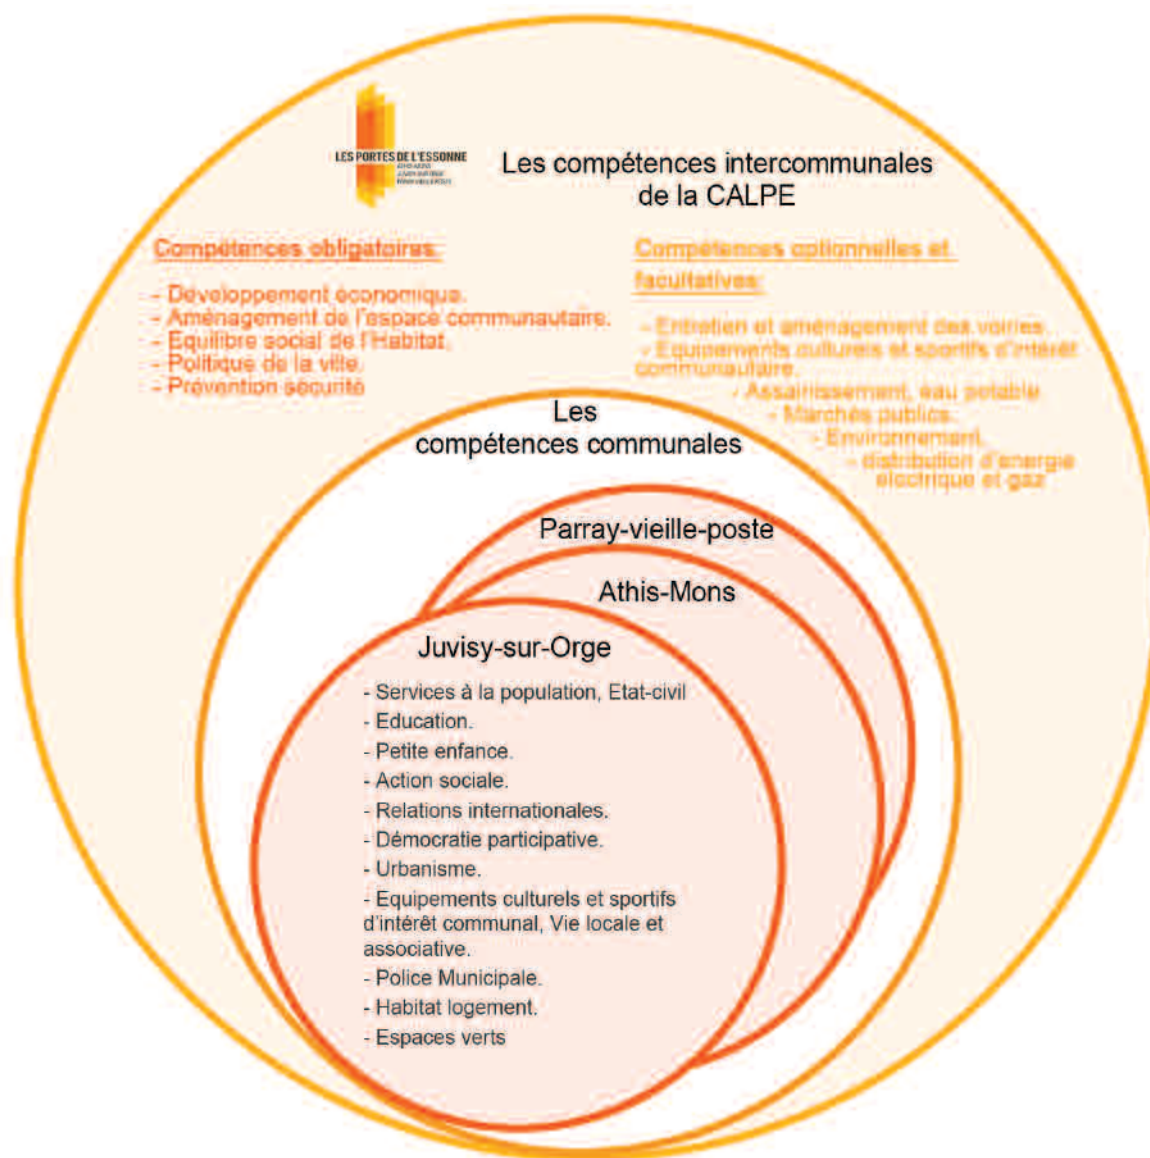 LES PORTES DE L'ESSONNE
Les compétences intercommunales
de la CALPE
Compétences obligatoires:
- Développement économique.
- Aménagement de l'espace communautaire.
- Equilibre social de l'Habitat.
- Politique de la ville.
- Prévention sécurité
Compétences optionnelles et
facultatives:
- Entretien et aménagement des voiries.
- Equipements culturels et sportifs d'intérêt
communautaire.
- Assainissement, eau potable
- Marchés publics.
- Environnement.
- distribution d'énergie
électrique et gaz
Les
compétences communales
Parray-vieille-poste
Athis-Mons
Juvisy-sur-Orge
- Services à la population, Etat-civil
- Education.
- Petite enfance.
- Action sociale.
- Relations internationales.
- Démocratie participative.
- Urbanisme.
- Equipements culturels et sportifs
d'intérêt communal, Vie locale et
associative.
- Police Municipale.
- Habitat logement.
- Espaces verts